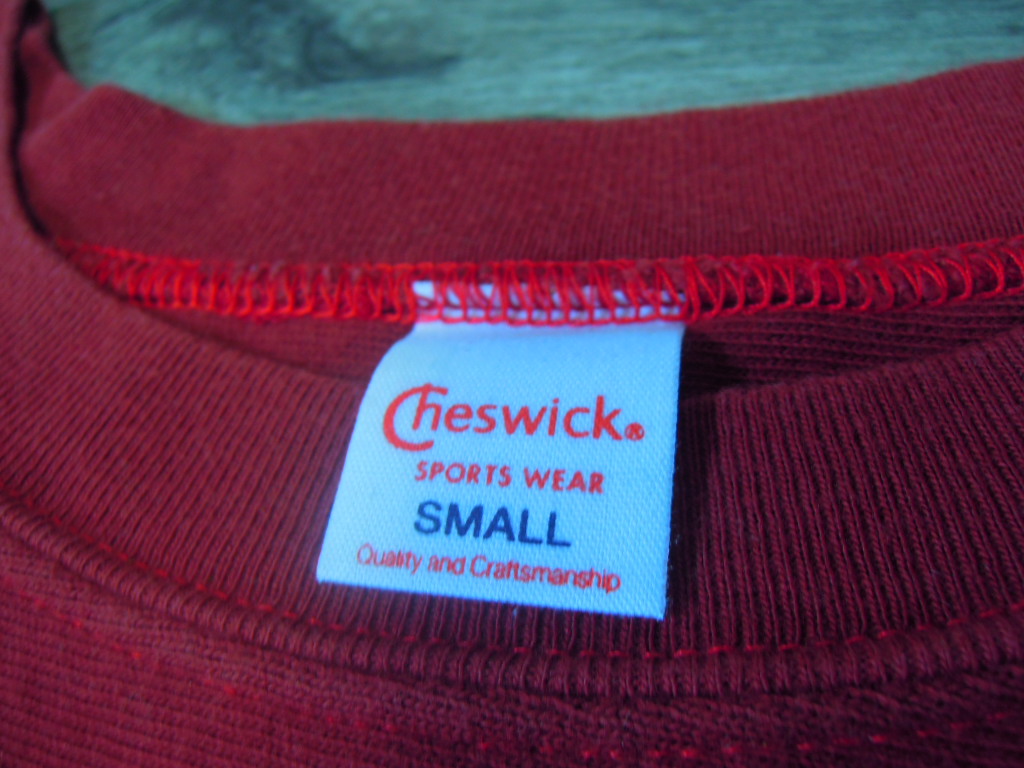 Cheswick®
SPORTS WEAR
SMALL
Quality and Craftsmanship